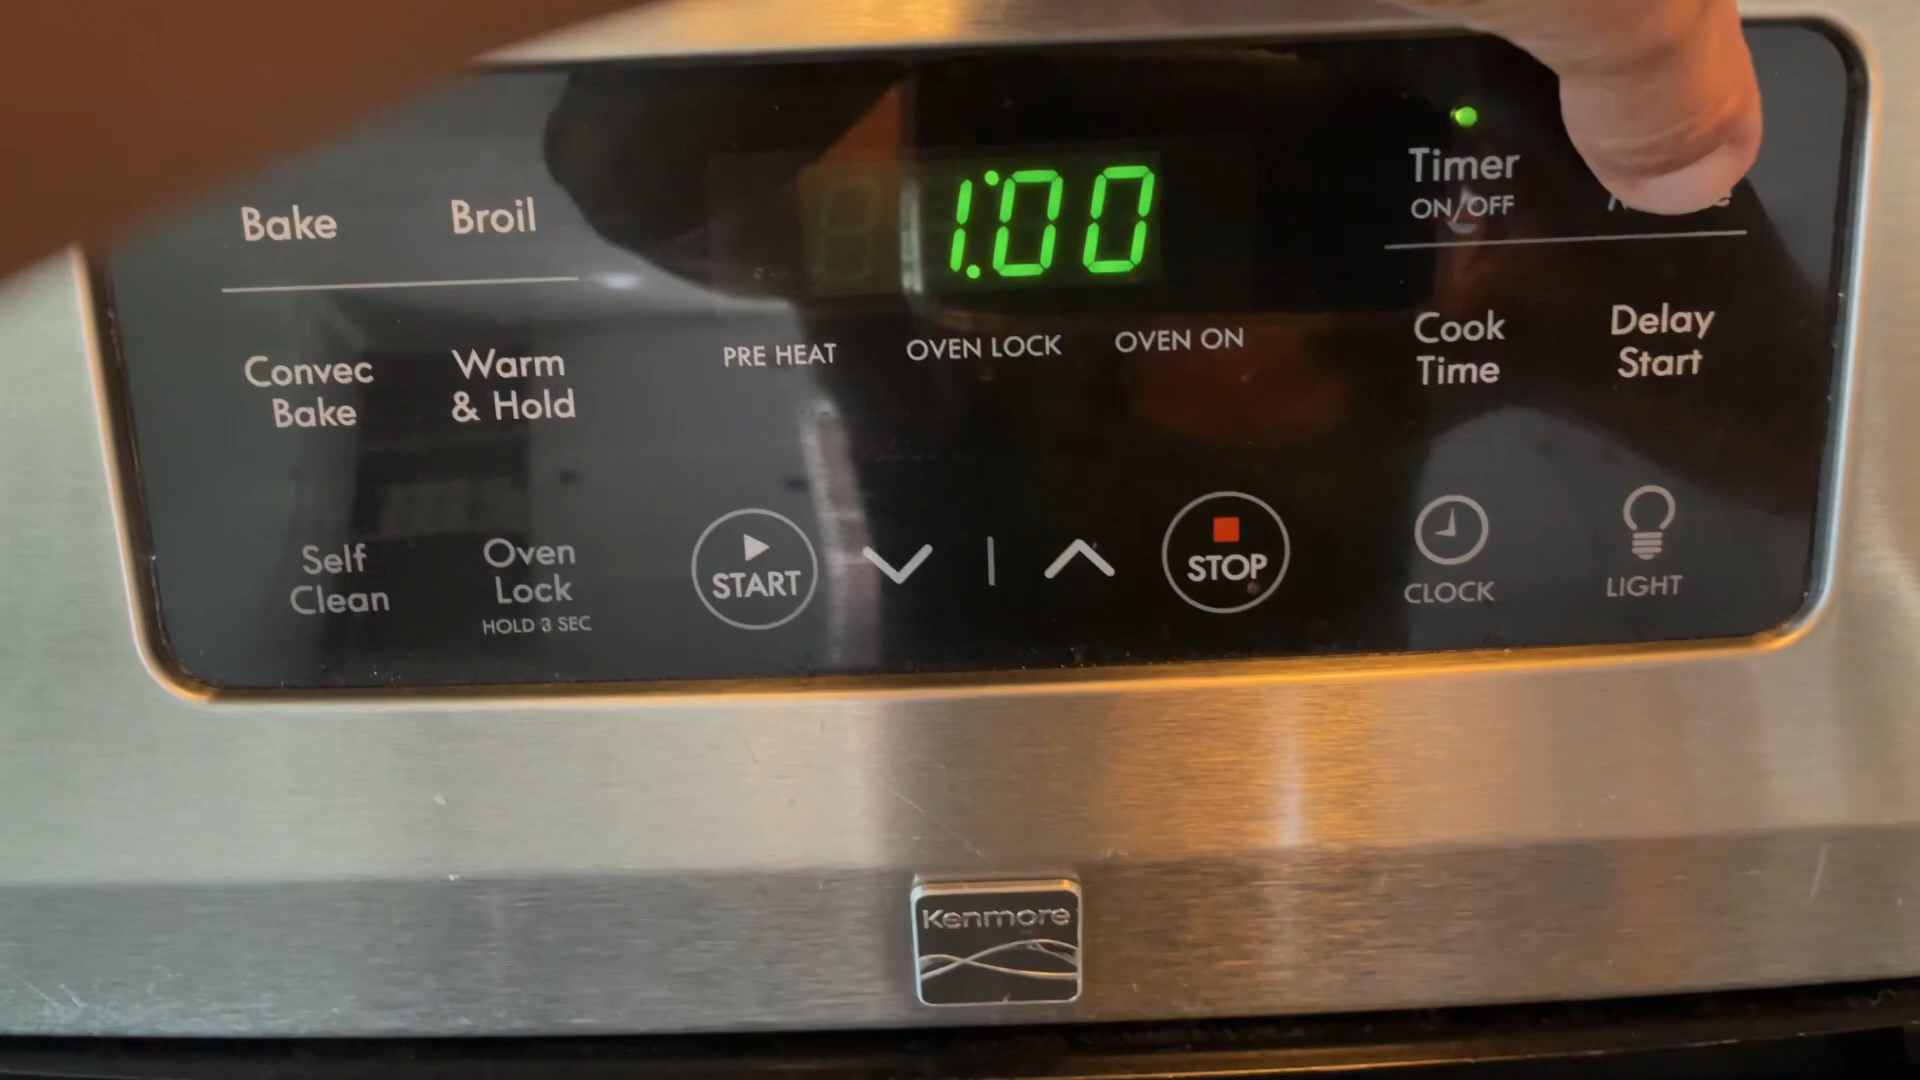 1:00
Timer
ON/OFF
Bake
Broil
PRE HEAT
OVEN LOCK
OVEN ON
Cook
Time
Delay
Start
Convec
Bake
Warm
& Hold
Self
Clean
Oven
Lock
HOLD 3 SEC
START
STOP
CLOCK
LIGHT
Kenmore